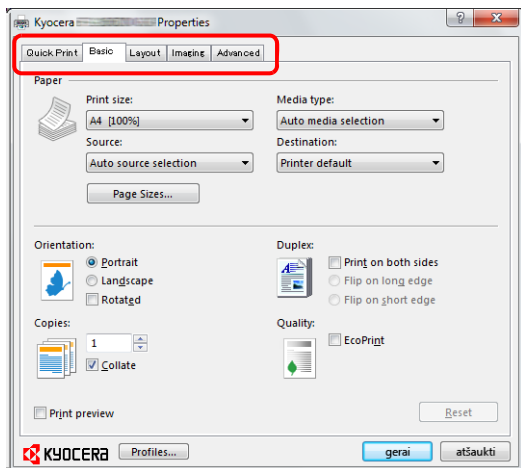 Kyocera Properties
Quick Print Basic Layout Imaging Advanced
Paper
Print size: Media type:
A4 [100%] Auto media selection
Source: Destination:
Auto source selection Printer default
Page Sizes...
Orientation: Duplex:
Portrait Print on both sides
Landscape Flip on long edge
Rotated Flip on short edge
Copies: Quality:
1 EcoPrint
Collate
Print preview Reset
KYOCERA Profiles... gerai atšaukti